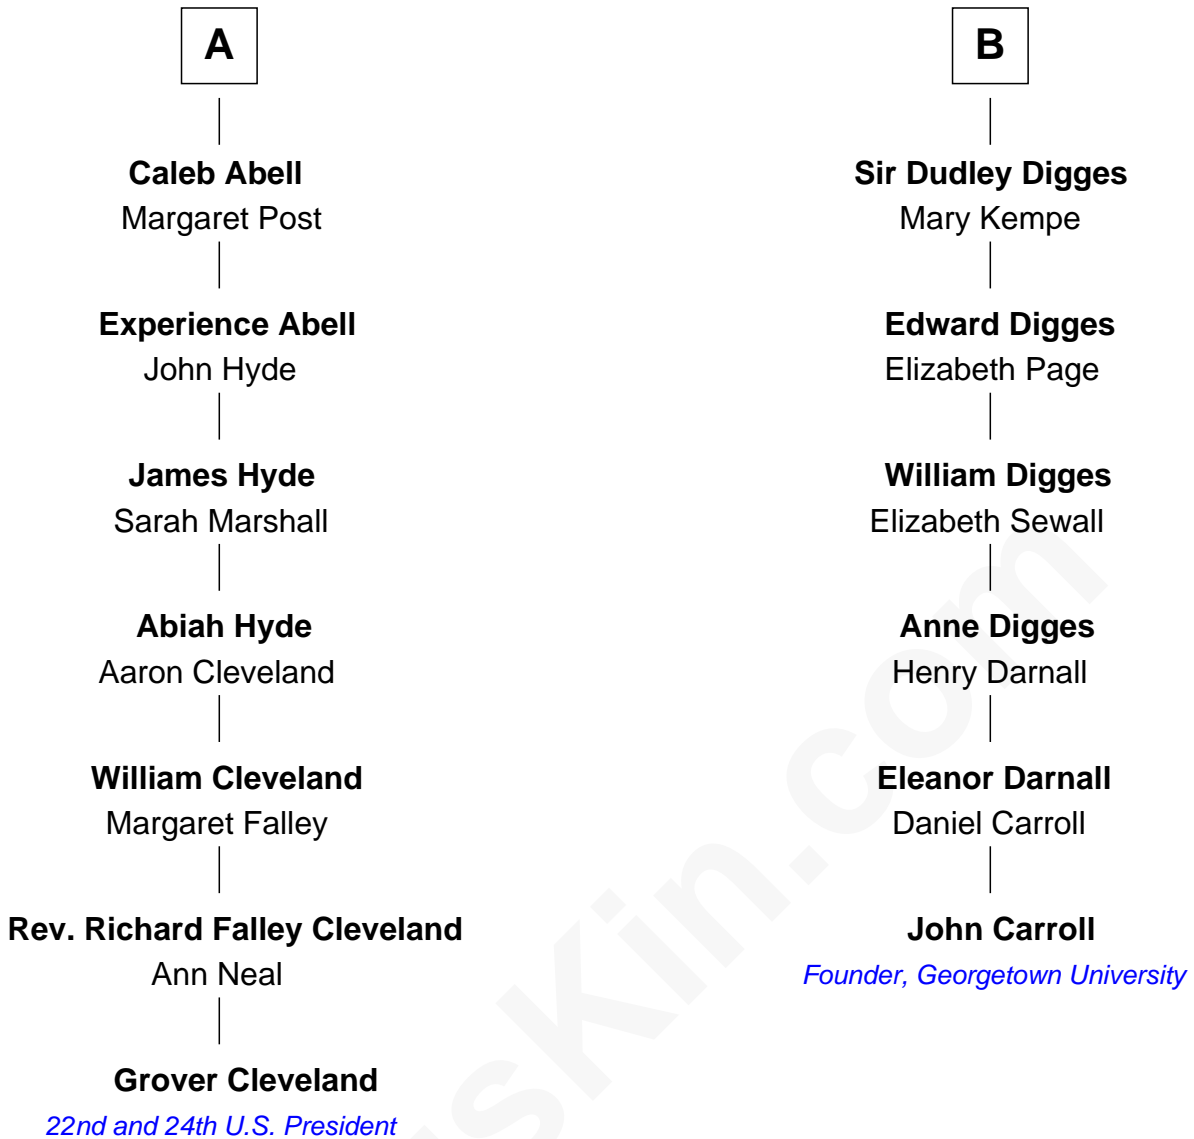 A
Caleb Abell
Margaret Post
Experience Abell
John Hyde
James Hyde
Sarah Marshall
Abiah Hyde
Aaron Cleveland
William Cleveland
Margaret Falley
Rev. Richard Falley Cleveland
Ann Neal
Grover Cleveland
22nd and 24th U.S. President
B
Sir Dudley Digges
Mary Kempe
Edward Digges
Elizabeth Page
William Digges
Elizabeth Sewall
Anne Digges
Henry Darnall
Eleanor Darnall
Daniel Carroll
John Carroll
Founder, Georgetown University
usKin.com